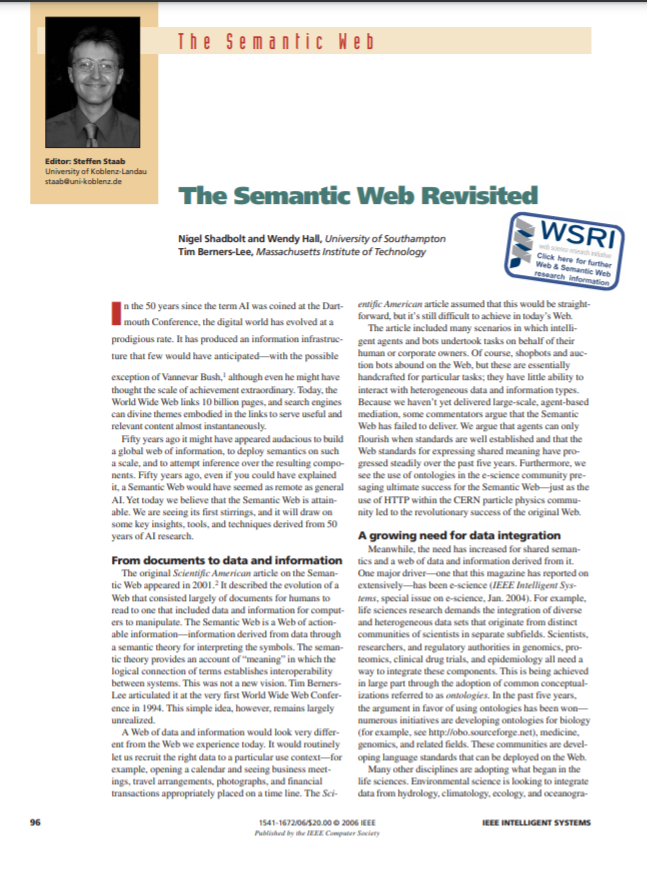 The Semantic Web
Editor: Steffen Staab
University of Koblenz-Landau
staab@uni-koblenz.de
The Semantic Web Revisited
Nigel Shadbolt and Wendy Hall, University of Southampton
Tim Berners-Lee, Massachusetts Institute of Technology
WSRI
web science research initiative
Click here for further
Web & Semantic Web
research information
In the 50 years since the term AI was coined at the Dart-
mouth Conference, the digital world has evolved at a
prodigious rate. It has produced an information infrastruc-
ture that few would have anticipated—with the possible
exception of Vannevar Bush,1 although even he might have
thought the scale of achievement extraordinary. Today, the
World Wide Web links 10 billion pages, and search engines
can divine themes embodied in the links to serve useful and
relevant content almost instantaneously.
Fifty years ago it might have appeared audacious to build
a global web of information, to deploy semantics on such
a scale, and to attempt inference over the resulting compo-
nents. Fifty years ago, even if you could have explained
it, a Semantic Web would have seemed as remote as general
AI. Yet today we believe that the Semantic Web is attain-
able. We are seeing its first stirrings, and it will draw on
some key insights, tools, and techniques derived from 50
years of AI research.
From documents to data and information
The original Scientific American article on the Seman-
tic Web appeared in 2001.2 It described the evolution of a
Web that consisted largely of documents for humans to
read to one that included data and information for comput-
ers to manipulate. The Semantic Web is a Web of action-
able information—information derived from data through
a semantic theory for interpreting the symbols. The seman-
tic theory provides an account of “meaning” in which the
logical connection of terms establishes interoperability
between systems. This was not a new vision. Tim Berners-
Lee articulated it at the very first World Wide Web Confer-
ence in 1994. This simple idea, however, remains largely
unrealized.
A Web of data and information would look very differ-
ent from the Web we experience today. It would routinely
let us recruit the right data to a particular use context—for
example, opening a calendar and seeing business meet-
ings, travel arrangements, photographs, and financial
transactions appropriately placed on a time line. The Sci-
entific American article assumed that this would be straight-
forward, but it’s still difficult to achieve in today’s Web.
The article included many scenarios in which intelli-
gent agents and bots undertook tasks on behalf of their
human or corporate owners. Of course, shopbots and auc-
tion bots abound on the Web, but these are essentially
handcrafted for particular tasks; they have little ability to
interact with heterogeneous data and information types.
Because we haven’t yet delivered large-scale, agent-based
mediation, some commentators argue that the Semantic
Web has failed to deliver. We argue that agents can only
flourish when standards are well established and that the
Web standards for expressing shared meaning have pro-
gressed steadily over the past five years. Furthermore, we
see the use of ontologies in the e-science community pre-
saging ultimate success for the Semantic Web—just as the
use of HTTP within the CERN particle physics commu-
nity led to the revolutionary success of the original Web.
A growing need for data integration
Meanwhile, the need has increased for shared seman-
tics and a web of data and information derived from it.
One major driver—one that this magazine has reported on
extensively—has been e-science (IEEE Intelligent Sys-
tems, special issue on e-science, Jan. 2004). For example,
life sciences research demands the integration of diverse
and heterogeneous data sets that originate from distinct
communities of scientists in separate subfields. Scientists,
researchers, and regulatory authorities in genomics, pro-
teomics, clinical drug trials, and epidemiology all need a
way to integrate these components. This is being achieved
in large part through the adoption of common conceptual-
izations referred to as ontologies. In the past five years,
the argument in favor of using ontologies has been won—
numerous initiatives are developing ontologies for biology
(for example, see http://obo.sourceforge.net), medicine,
genomics, and related fields. These communities are devel-
oping language standards that can be deployed on the Web.
Many other disciplines are adopting what began in the
life sciences. Environmental science is looking to integrate
data from hydrology, climatology, ecology, and oceanogra-
96
1541-1672/06/$20.00 © 2006 IEEE
Published by the IEEE Computer Society
IEEE INTELLIGENT SYSTEMS